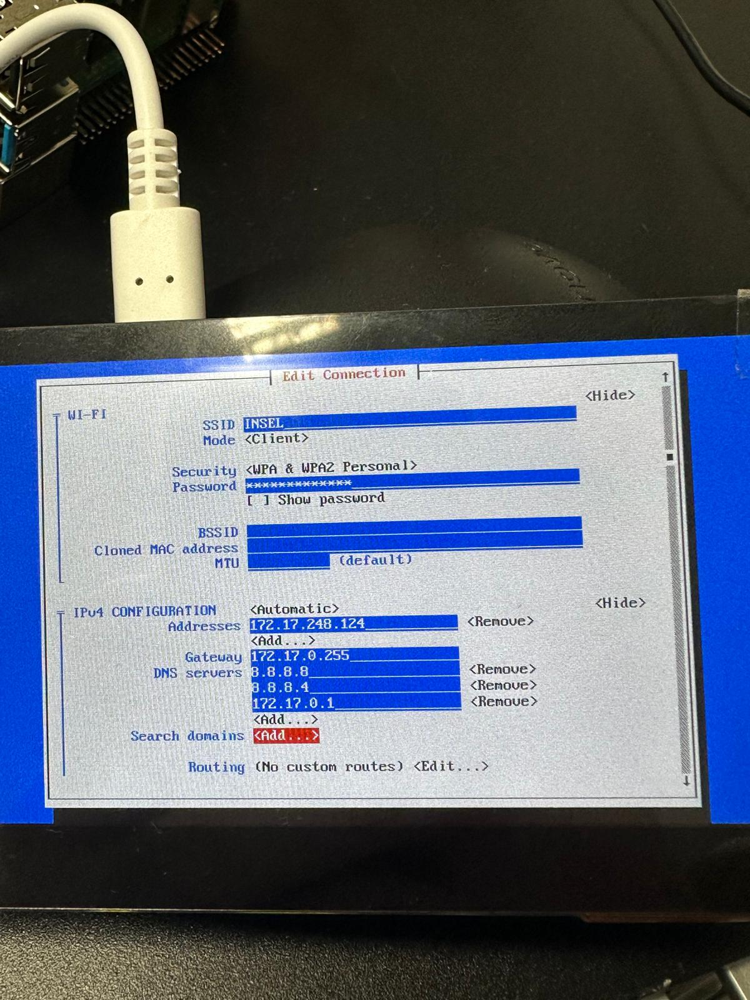 Edit Connection
<Hide>
WI-FI
SSID INSEL
Mode <Client>
Security <WPA & WPA2 Personal>
Password *************
[ ] Show password
BSSID
Cloned MAC address
MTU (default)
IPv4 CONFIGURATION <Automatic> <Hide>
Addresses 172.17.248.124 <Remove>
<Add...>
Gateway 172.17.0.255
DNS servers 8.8.8.8 <Remove>
8.8.8.4 <Remove>
172.17.0.1 <Remove>
<Add...>
Search domains <Add...>
Routing (No custom routes) <Edit...>